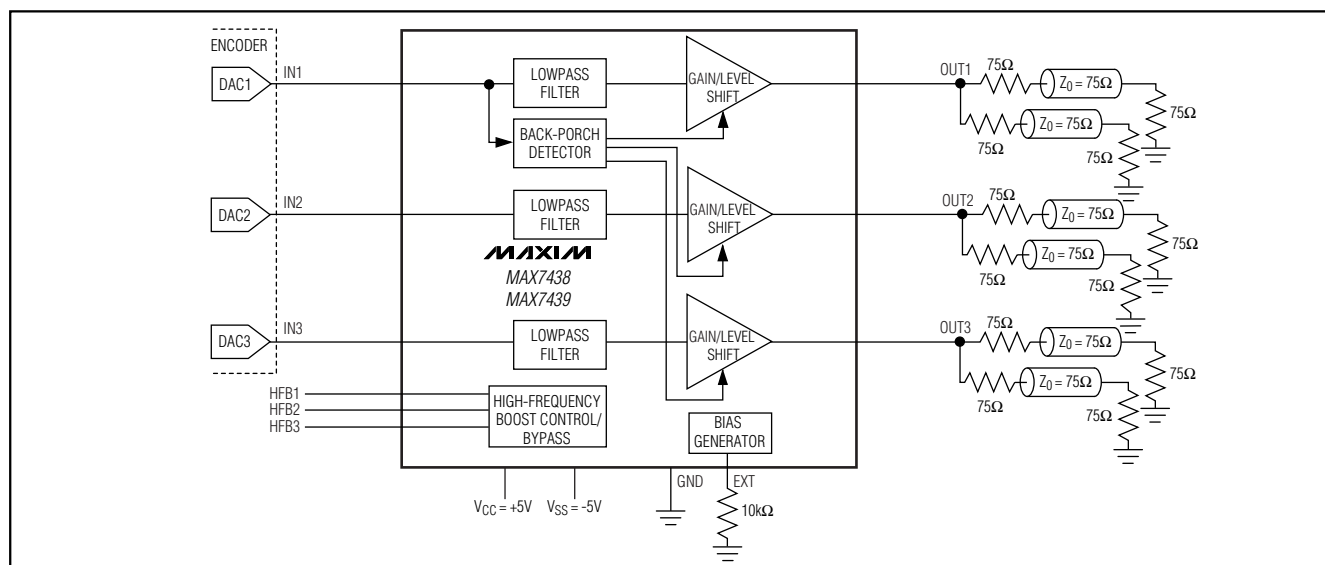 ENCODER
DAC1
IN1
LOWPASS
FILTER
GAIN/LEVEL
SHIFT
OUT1
75Ω
Z0 = 75Ω
75Ω
75Ω
Z0 = 75Ω
75Ω
BACK-PORCH
DETECTOR
DAC2
IN2
LOWPASS
FILTER
GAIN/LEVEL
SHIFT
OUT2
75Ω
Z0 = 75Ω
75Ω
75Ω
Z0 = 75Ω
75Ω
MAXIM
MAX7438
MAX7439
DAC3
IN3
LOWPASS
FILTER
GAIN/LEVEL
SHIFT
OUT3
75Ω
Z0 = 75Ω
75Ω
75Ω
Z0 = 75Ω
75Ω
HFB1
HFB2
HFB3
HIGH-FREQUENCY
BOOST CONTROL/
BYPASS
BIAS
GENERATOR
VCC = +5V
VSS = -5V
GND
EXT
10kΩ